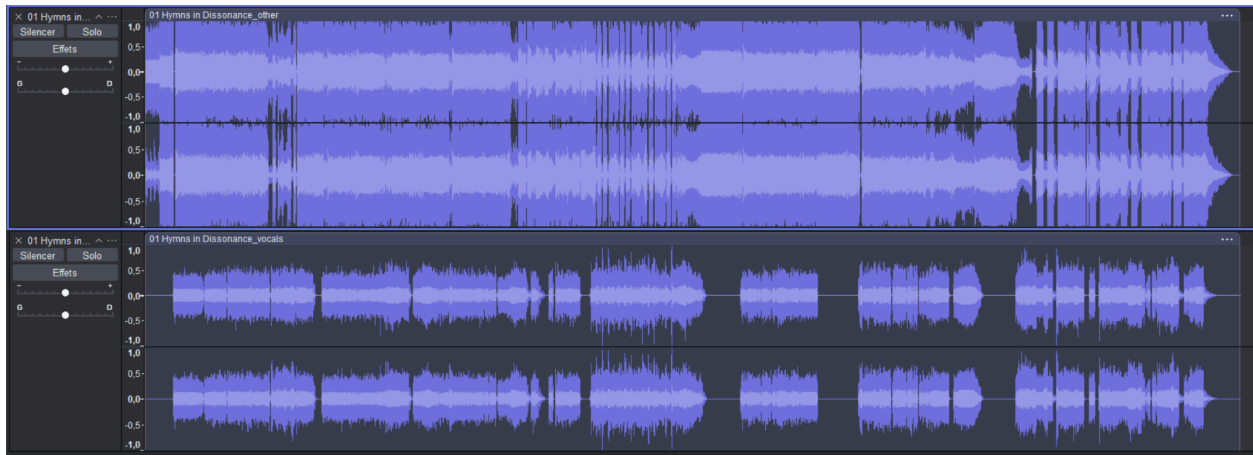 01 Hymns in... 01 Hymns in Dissonance_other
Silencer Solo
Effets
- +
G D
1,0
0,5-
0,0-
-0,5-
-1,0
1,0
0,5-
0,0-
-0,5-
-1,0
01 Hymns in... 01 Hymns in Dissonance_vocals
Silencer Solo
Effets
- +
G D
1,0
0,5-
0,0-
-0,5-
-1,0
1,0
0,5-
0,0-
-0,5-
-1,0